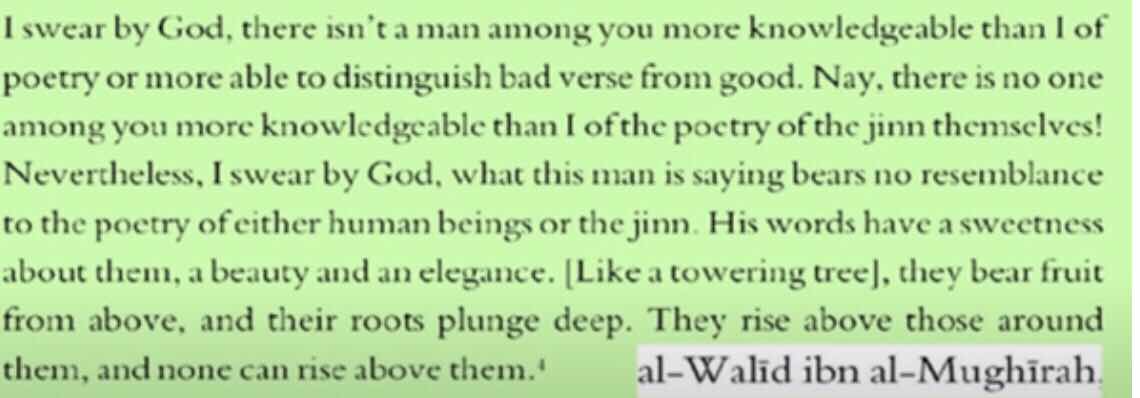 I swear by God, there isn't a man among you more knowledgeable than I of
poetry or more able to distinguish bad verse from good. Nay, there is no one
among you more knowledgeable than I of the poetry of the jinn themselves!
Nevertheless, I swear by God, what this man is saying bears no resemblance
to the poetry of either human beings or the jinn. His words have a sweetness
about them, a beauty and an elegance. [Like a towering tree], they bear fruit
from above, and their roots plunge deep. They rise above those around
them, and none can rise above them.⁴ al-Walīd ibn al-Mughīrah.